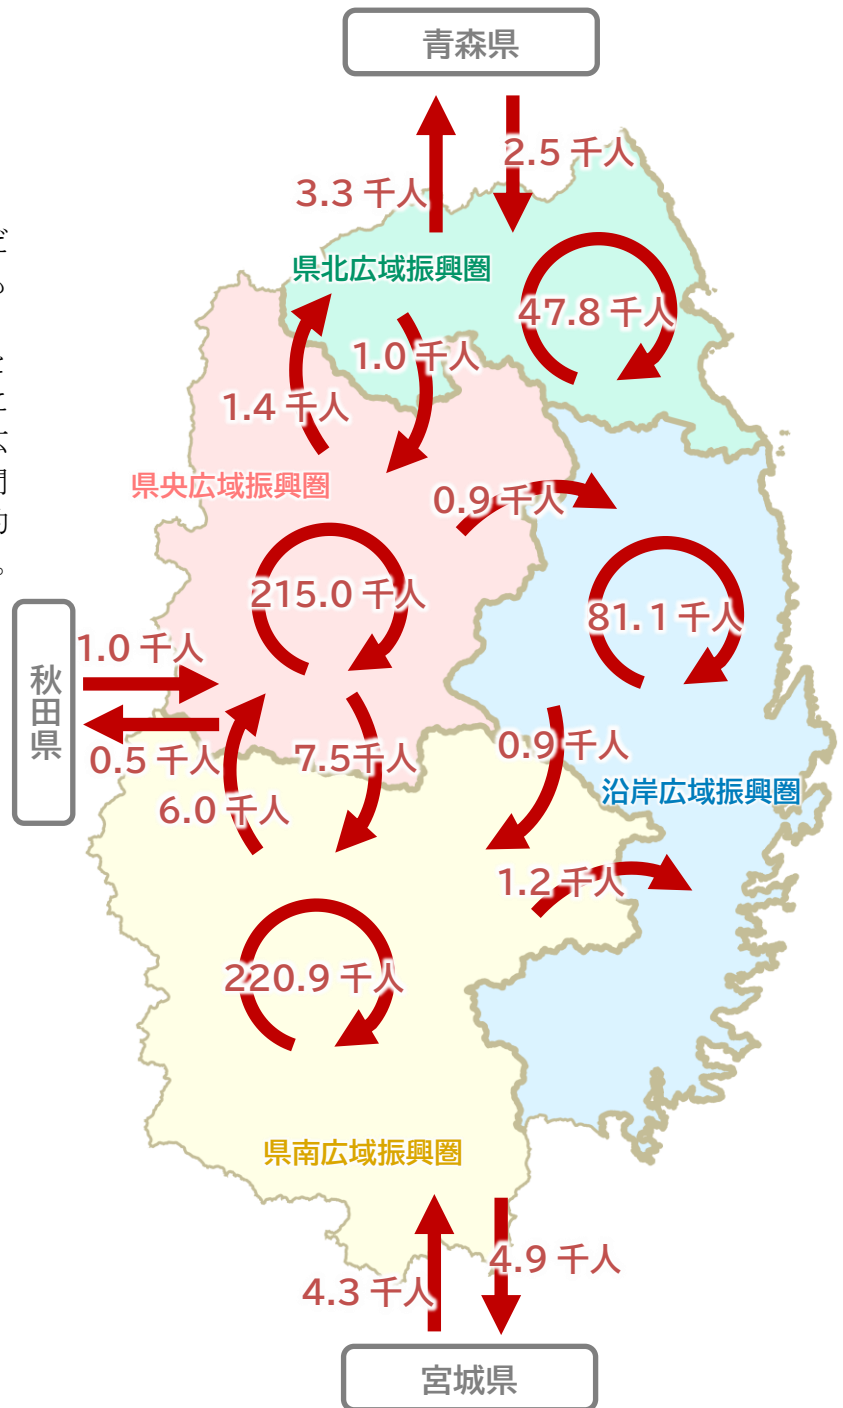 青森県
2.5 千人
3.3 千人
県北広域振興圏
47.8 千人
1.0 千人
1.4 千人
県央広域振興圏
0.9 千人
215.0 千人
81.1 千人
秋田県
1.0 千人
0.5 千人
7.5千人
0.9 千人
6.0 千人
沿岸広域振興圏
1.2 千人
220.9 千人
県南広域振興圏
4.9 千人
4.3 千人
宮城県